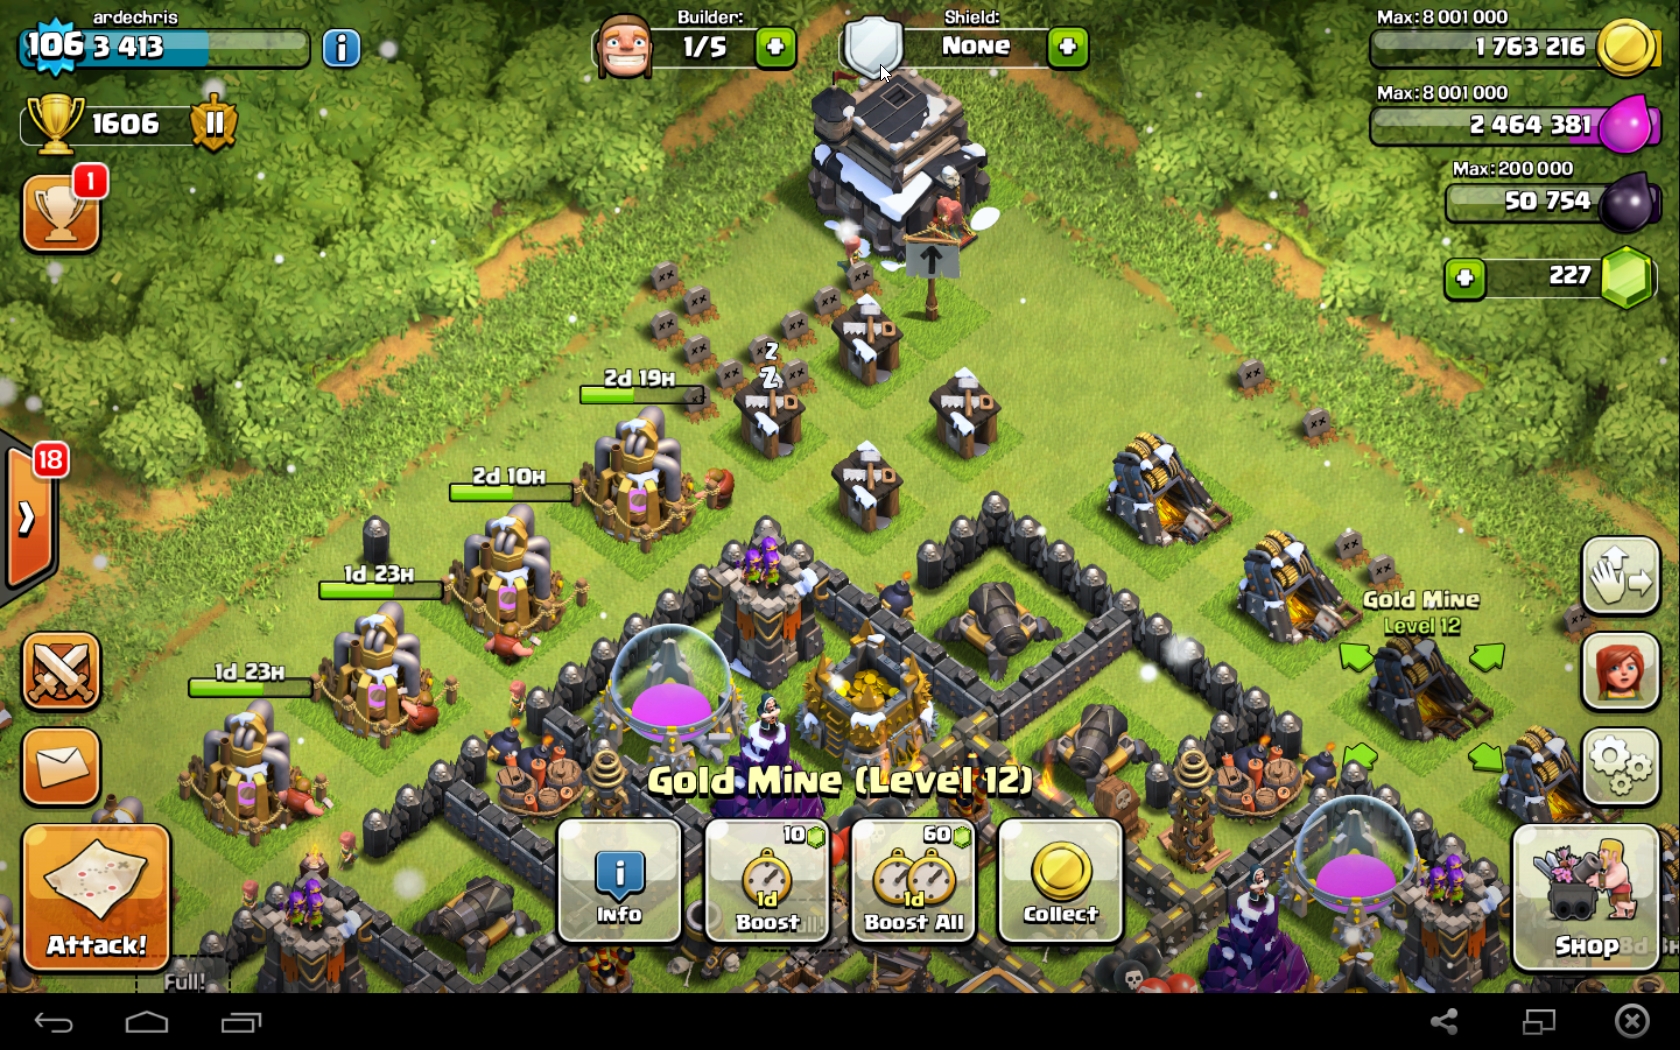 ardechris
106 3 413
Builder:
1/5
Shield:
None
Max: 8 001 000
1 763 216
1606
II
Max: 8 001 000
2 464 381
1
Max: 200 000
50 754
227
z
Z
2d 19H
18
2d 10H
1d 23H
Gold Mine
Level 12
1d 23H
Gold Mine (Level 12)
Info
10
1d
Boost
60
1d
Boost All
Collect
Attack!
Shop
Full!